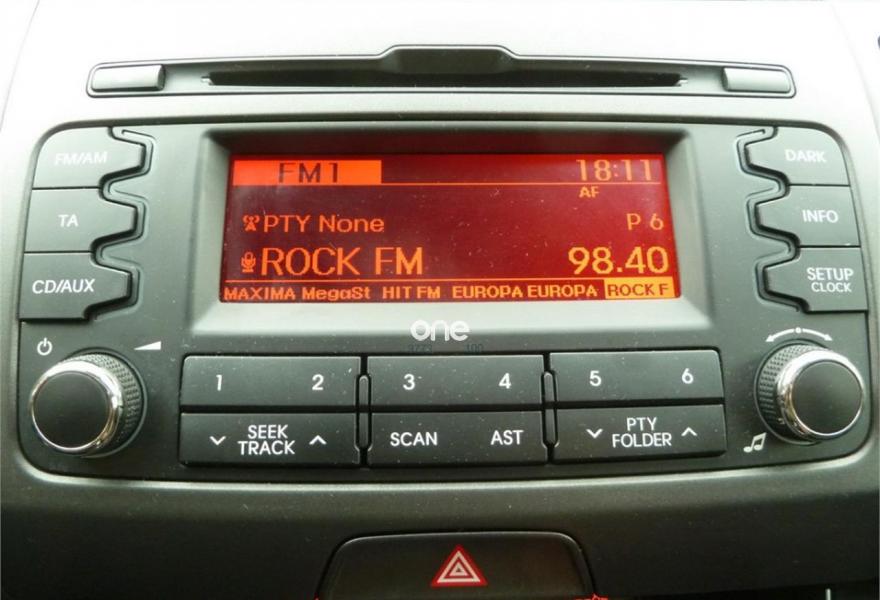 FM/AM
TA
CD/AUX
FM1 18:11
AF
PTY None P 6
ROCK FM 98.40
MAXIMA MegaSt HIT FM EUROPA EUROPA ROCK F
DARK
INFO
SETUP
CLOCK
one
100
1 2 3 4 5 6
SEEK
TRACK
SCAN AST
PTY
FOLDER